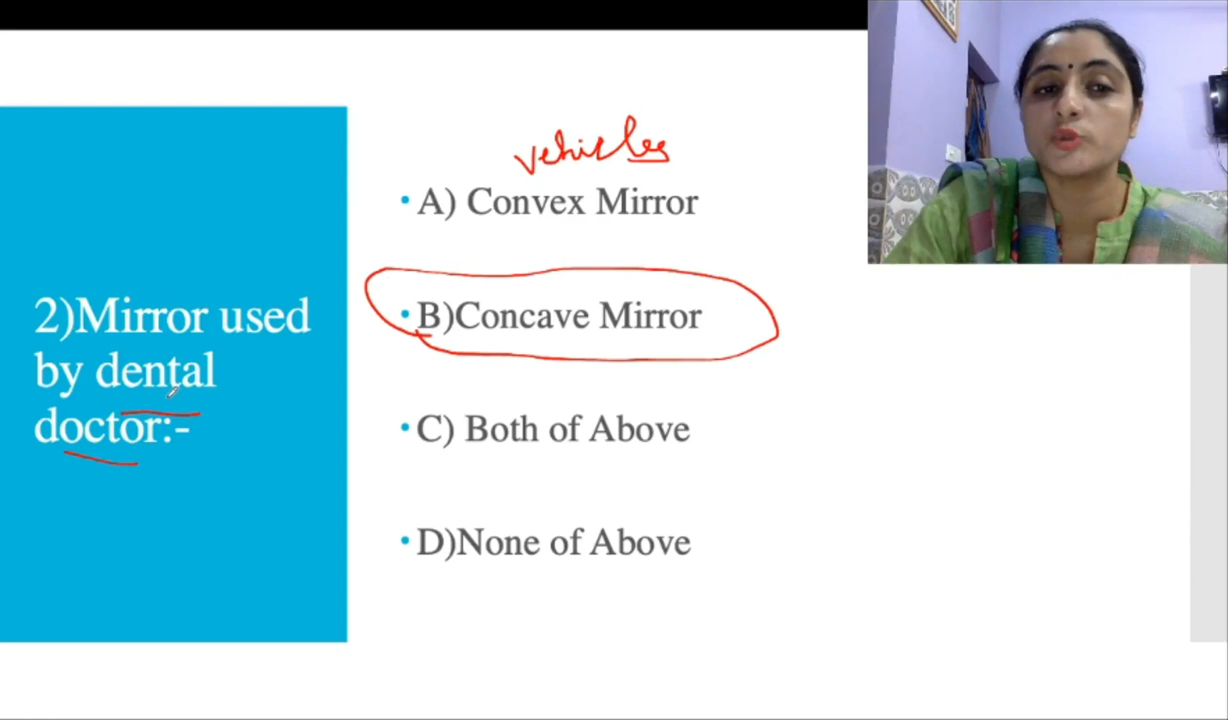 2)Mirror used
by dental
doctor:-
vehicles
• A) Convex Mirror
• B)Concave Mirror
• C) Both of Above
• D)None of Above